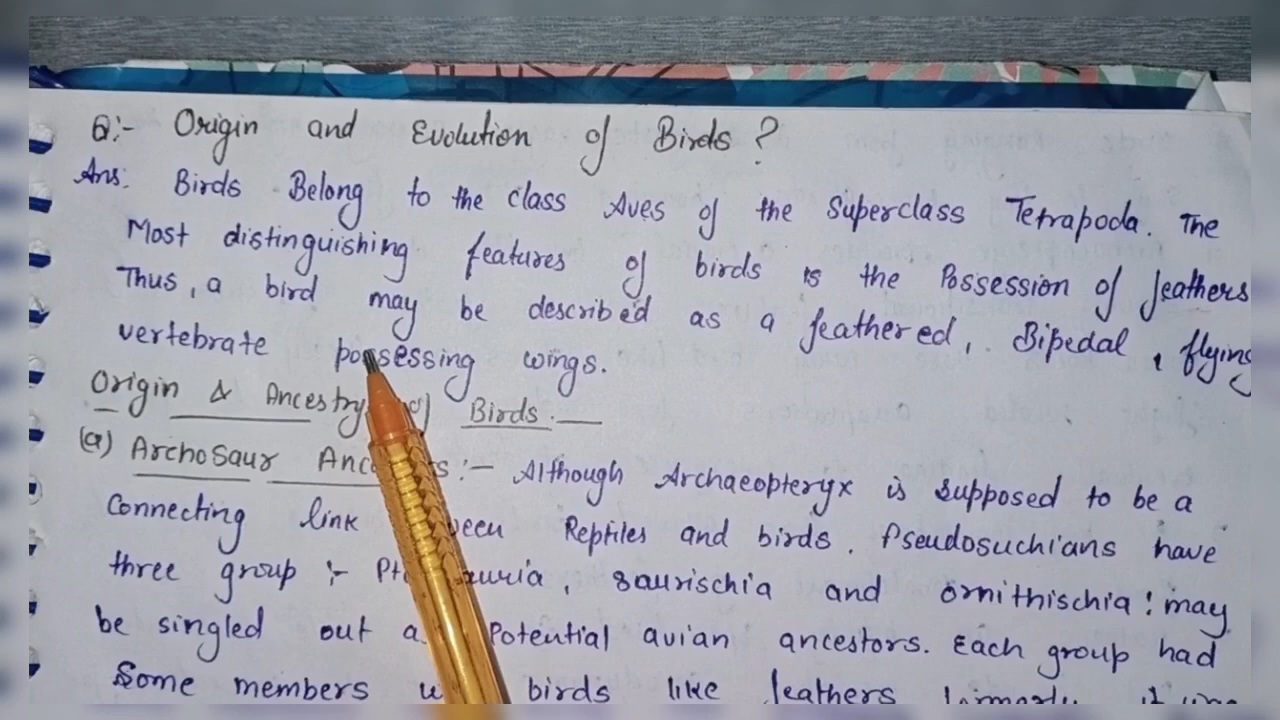 Q:- Origin and Evolution of Birds?
Ans: Birds Belong to the class Aves of the Superclass Tetrapoda. The
Most distinguishing features of birds is the Possession of feathers
Thus, a bird may be described as a feathered, Bipedal, flying
vertebrate possessing wings.
Origin & Ancestry of Birds.
(a) Archosaur :- Although Archaeopteryx is supposed to be a
Connecting link Reptiles and birds. Pseudosuchians have
three group :- saurischia and ornithischia! may
be singled out Potential avian ancestors. Each group had
Some members birds like feathers